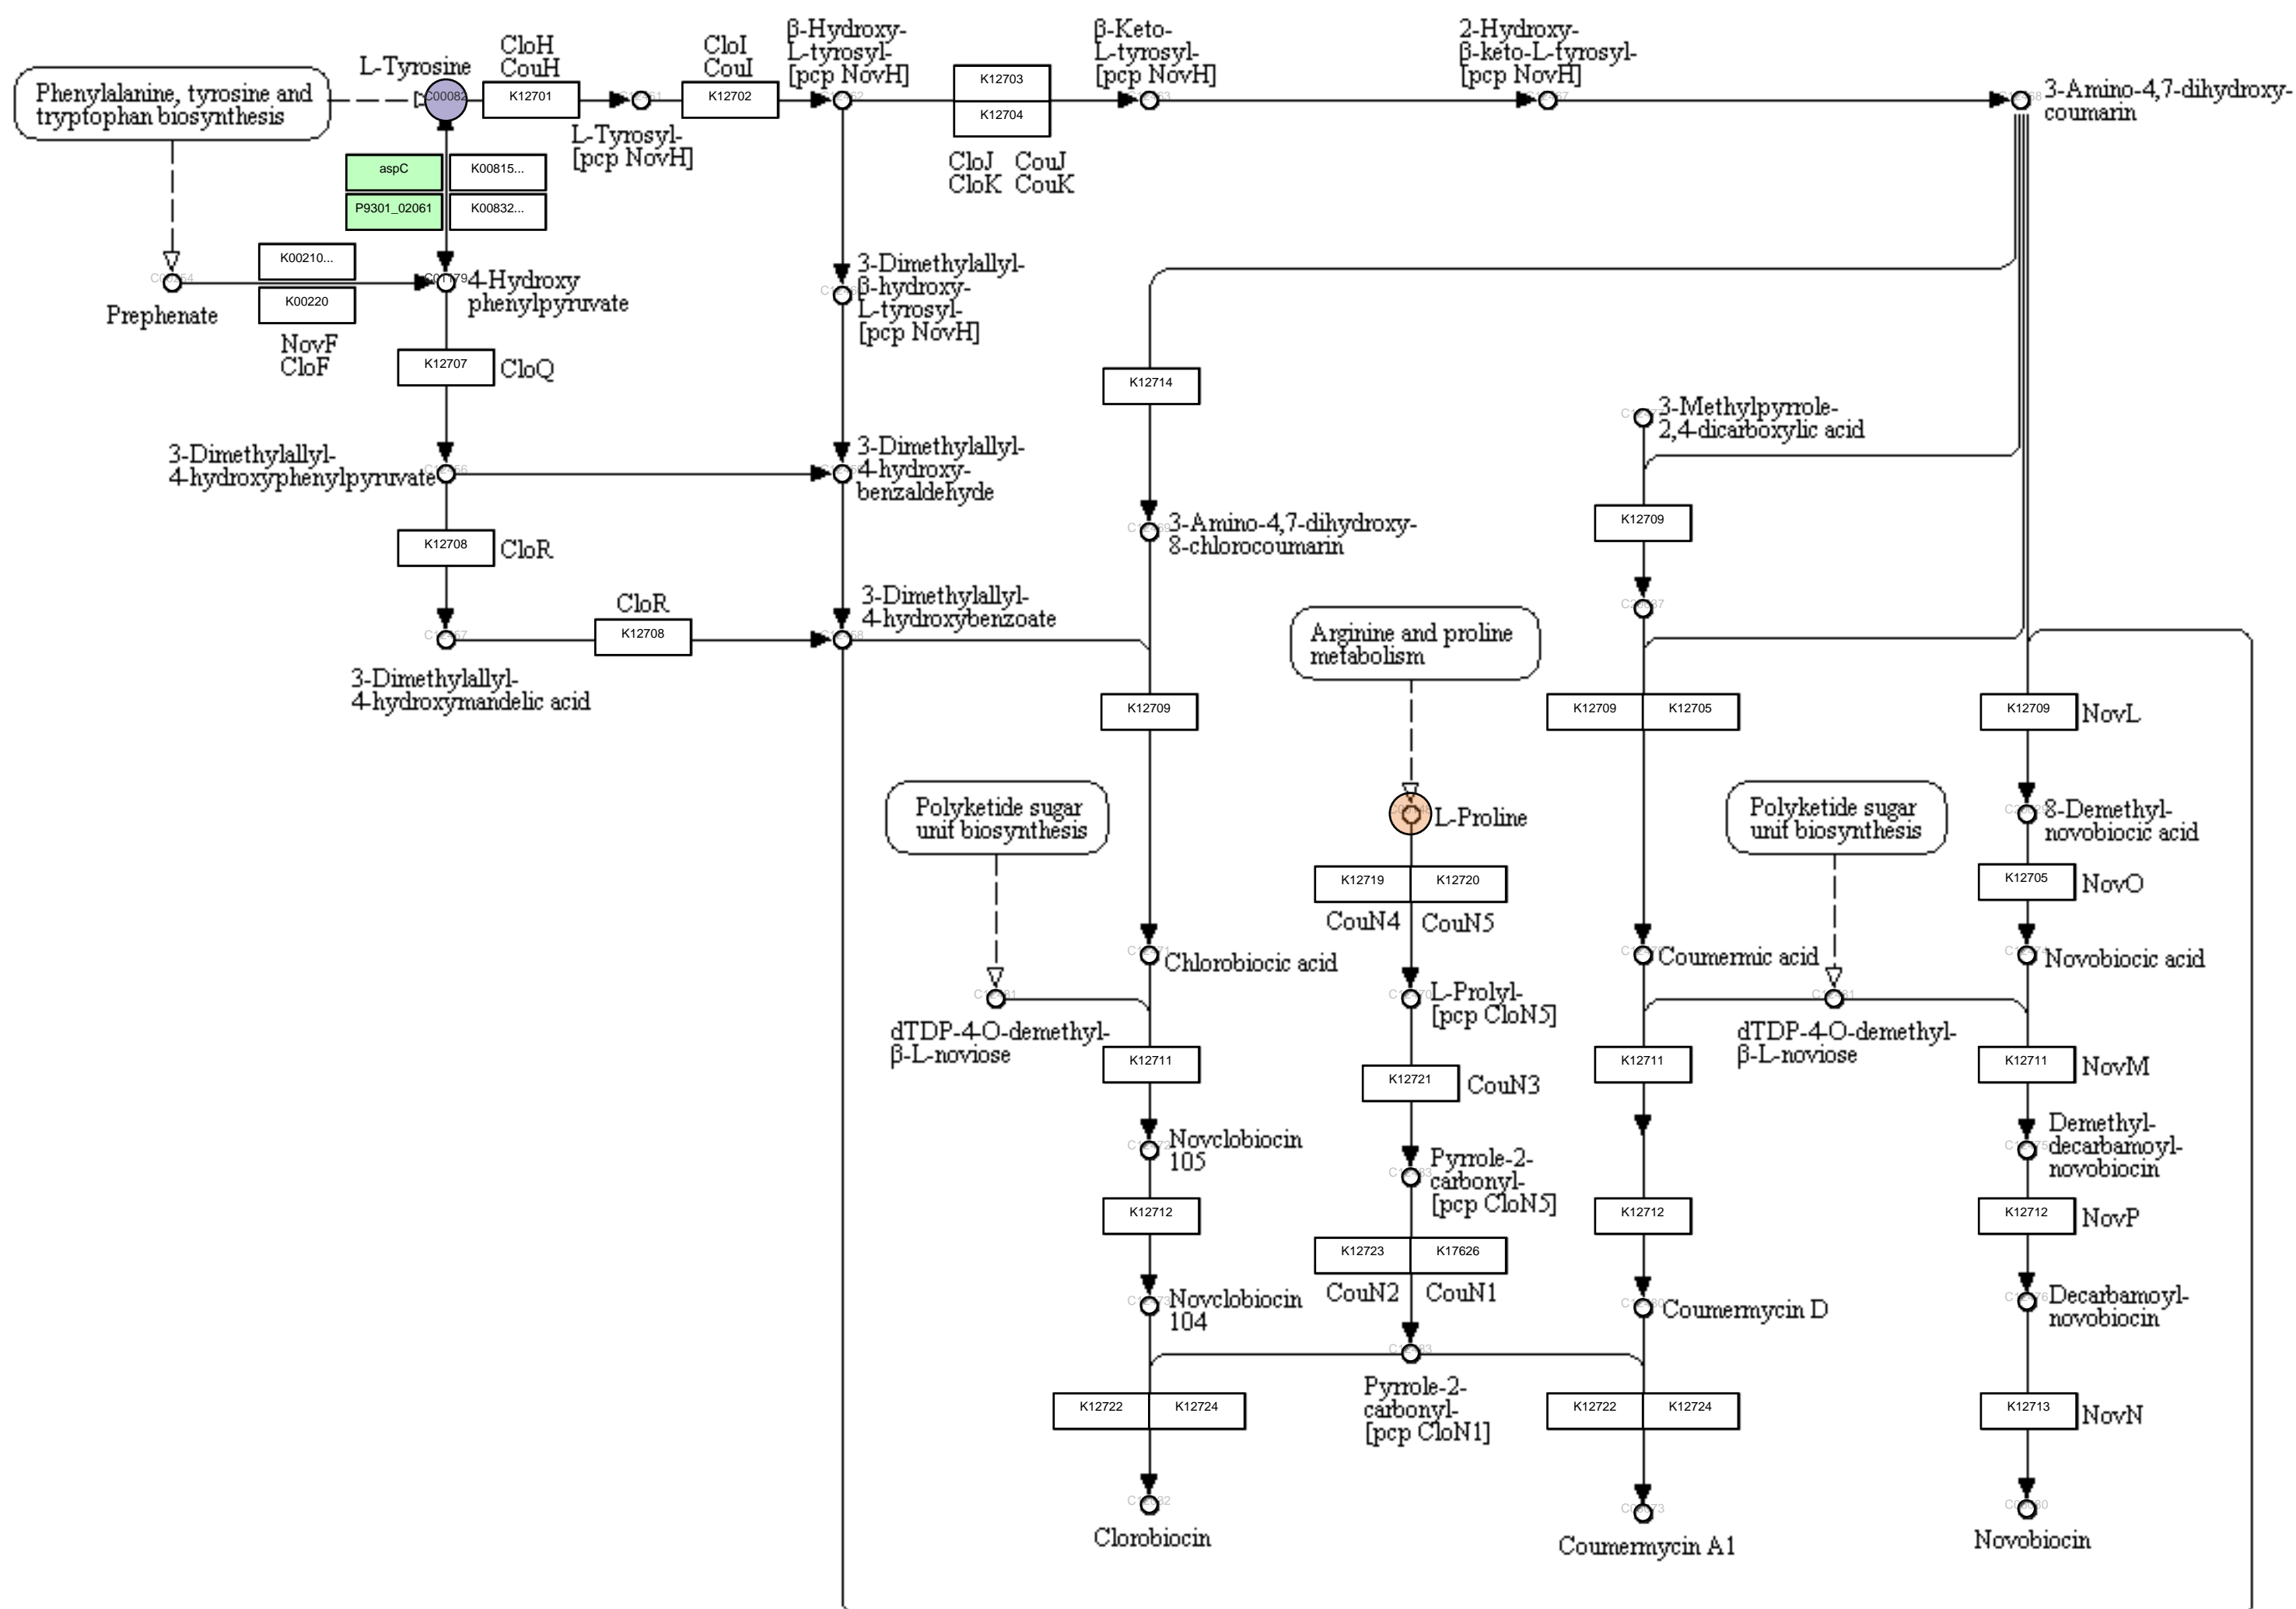 Phenylalanine, tyrosine and
tryptophan biosynthesis
L-Tyrosine
C00082
CloH
CouH
K12701
L-Tyrosyl-
[pcp NovH]
CloI
CouI
K12702
β-Hydroxy-
L-tyrosyl-
[pcp NovH]
K12703
K12704
CloJ CouJ
CloK CouK
β-Keto-
L-tyrosyl-
[pcp NovH]
2-Hydroxy-
β-keto-L-tyrosyl-
[pcp NovH]
3-Amino-4,7-dihydroxy-
coumarin
aspC
K00815...
P9301_02061
K00832...
K00210...
K00220
Prephenate
NovF
CloF
4-Hydroxy
phenylpyruvate
K12707
CloQ
3-Dimethylallyl-
β-hydroxy-
L-tyrosyl-
[pcp NovH]
3-Dimethylallyl-
4-hydroxyphenylpyruvate
3-Dimethylallyl-
4-hydroxy-
benzaldehyde
K12708
CloR
CloR
K12708
3-Dimethylallyl-
4-hydroxymandelic acid
3-Dimethylallyl-
4-hydroxybenzoate
K12714
3-Amino-4,7-dihydroxy-
8-chlorocoumarin
3-Methylpyrrole-
2,4-dicarboxylic acid
K12709
Arginine and proline
metabolism
K12709
K12709
K12705
K12709
NovL
Polyketide sugar
unit biosynthesis
L-Proline
Polyketide sugar
unit biosynthesis
8-Demethyl-
novobiocic acid
K12719
K12720
CouN4
CouN5
K12705
NovO
Chlorobiocic acid
Coumermic acid
Novobiocic acid
dTDP-4-O-demethyl-
β-L-noviose
L-Prolyl-
[pcp CloN5]
dTDP-4-O-demethyl-
β-L-noviose
K12711
K12721
CouN3
K12711
K12711
NovM
Novclobiocin
105
Pyrrole-2-
carbonyl-
[pcp CloN5]
Demethyl-
decarbamoyl-
novobiocin
K12712
K12712
K12712
NovP
K12723
K17626
CouN2
CouN1
Novclobiocin
104
Coumermycin D
Decarbamoyl-
novobiocin
Pyrrole-2-
carbonyl-
[pcp CloN1]
K12722
K12724
K12722
K12724
K12713
NovN
Clorobiocin
Coumermycin A1
Novobiocin